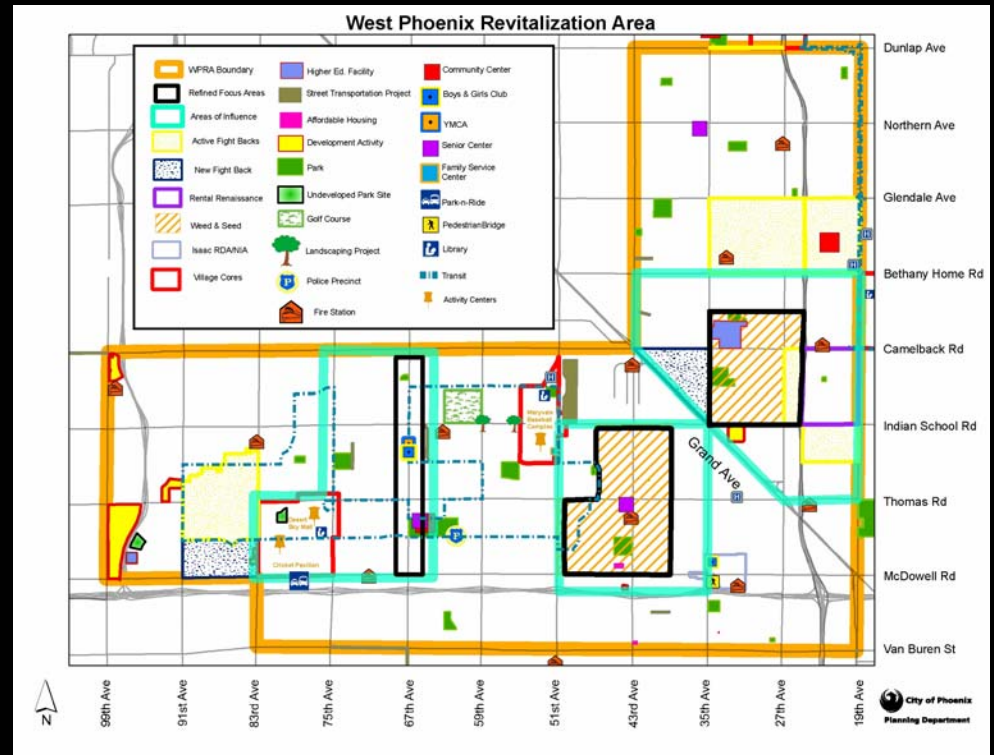 West Phoenix Revitalization Area
WPRA Boundary
Refined Focus Areas
Areas of Influence
Active Fight Backs
New Fight Back
Rental Renaissance
Weed & Seed
Isaac RDA/NIA
Village Cores
Higher Ed. Facility
Street Transportation Project
Affordable Housing
Development Activity
Park
Undeveloped Park Site
Golf Course
Landscaping Project
P
Police Precinct
Fire Station
Community Center
Boys & Girls Club
YMCA
Senior Center
Family Service
Center
Park-n-Ride
PedestrianBridge
Library
Transit
Activity Centers
Dunlap Ave
Northern Ave
Glendale Ave
H
Bethany Home Rd
H
Camelback Rd
Indian School Rd
Grand Ave
Thomas Rd
H
McDowell Rd
Van Buren St
H
Maryvale
Baseball
Complex
Desert
Sky Mall
Cricket Pavilion
P
99th Ave
91st Ave
83rd Ave
75th Ave
67th Ave
59th Ave
51st Ave
43rd Ave
35th Ave
27th Ave
19th Ave
N
City of Phoenix
Planning Department